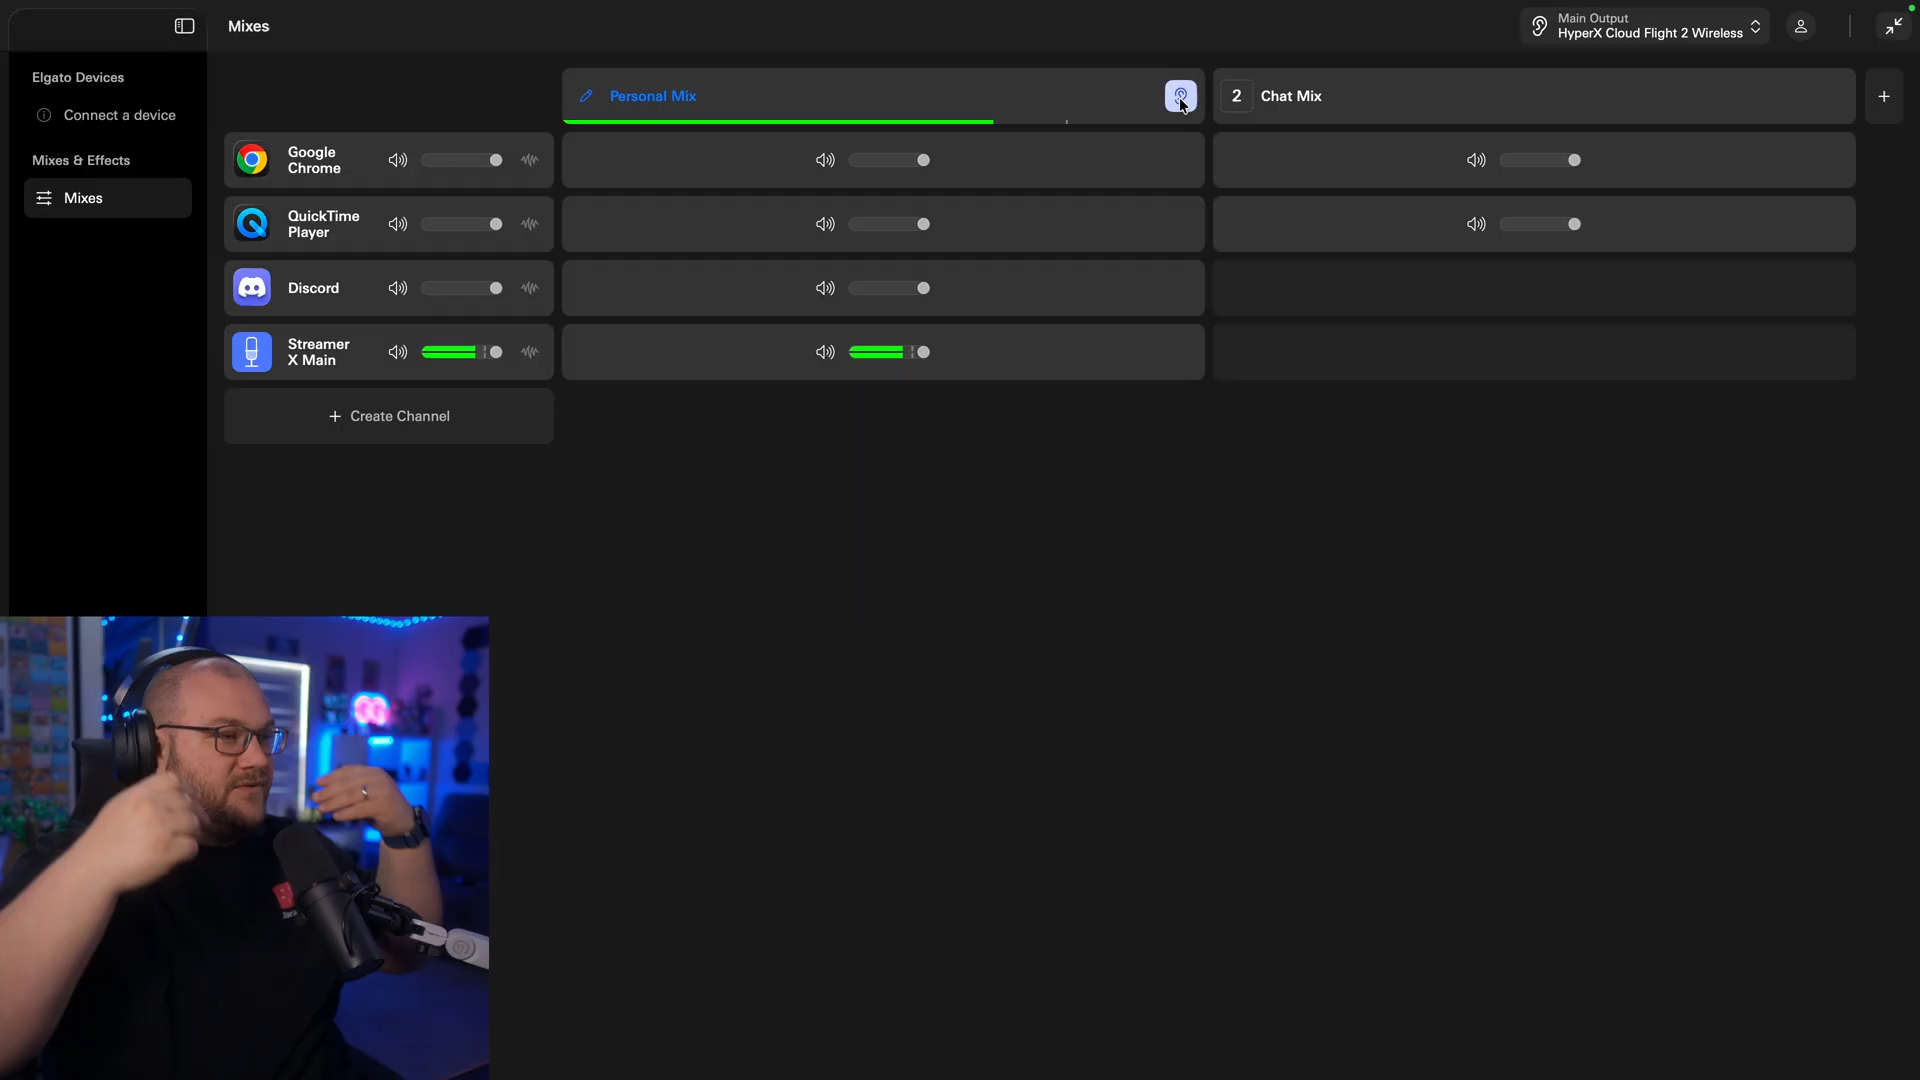 Mixes
Main Output
HyperX Cloud Flight 2 Wireless
Elgato Devices
Connect a device
Mixes & Effects
Mixes
Personal Mix
2 Chat Mix
Google
Chrome
QuickTime
Player
Discord
Streamer
X Main
+ Create Channel